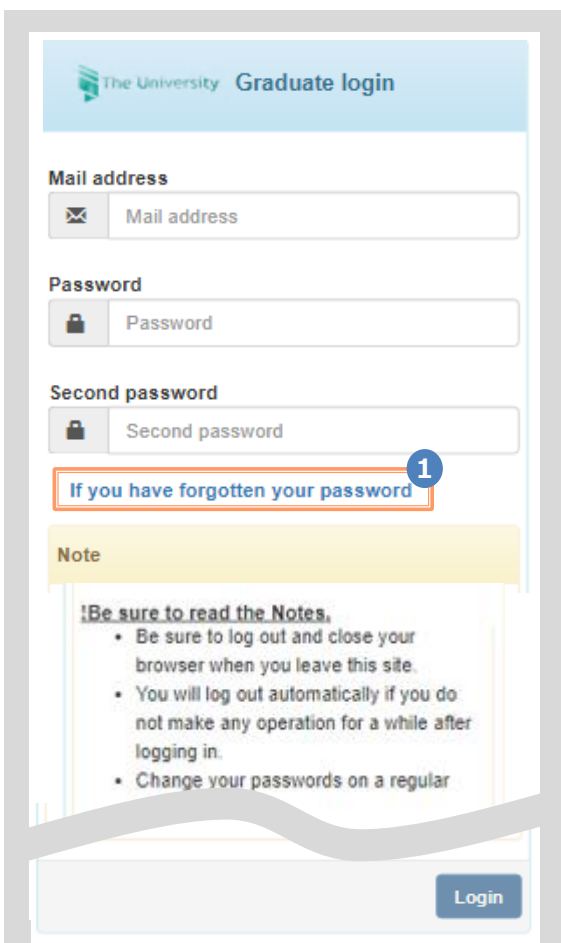 The University Graduate login
Mail address
Mail address
Password
Password
Second password
Second password
1
If you have forgotten your password
Note
!Be sure to read the Notes.
• Be sure to log out and close your
browser when you leave this site.
• You will log out automatically if you do
not make any operation for a while after
logging in.
• Change your passwords on a regular
Login